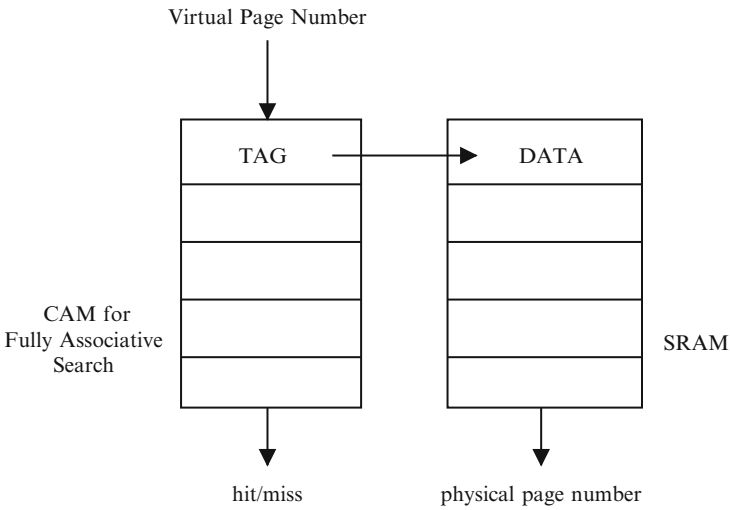 Virtual Page Number
TAG
DATA
CAM for
Fully Associative
Search
SRAM
hit/miss
physical page number